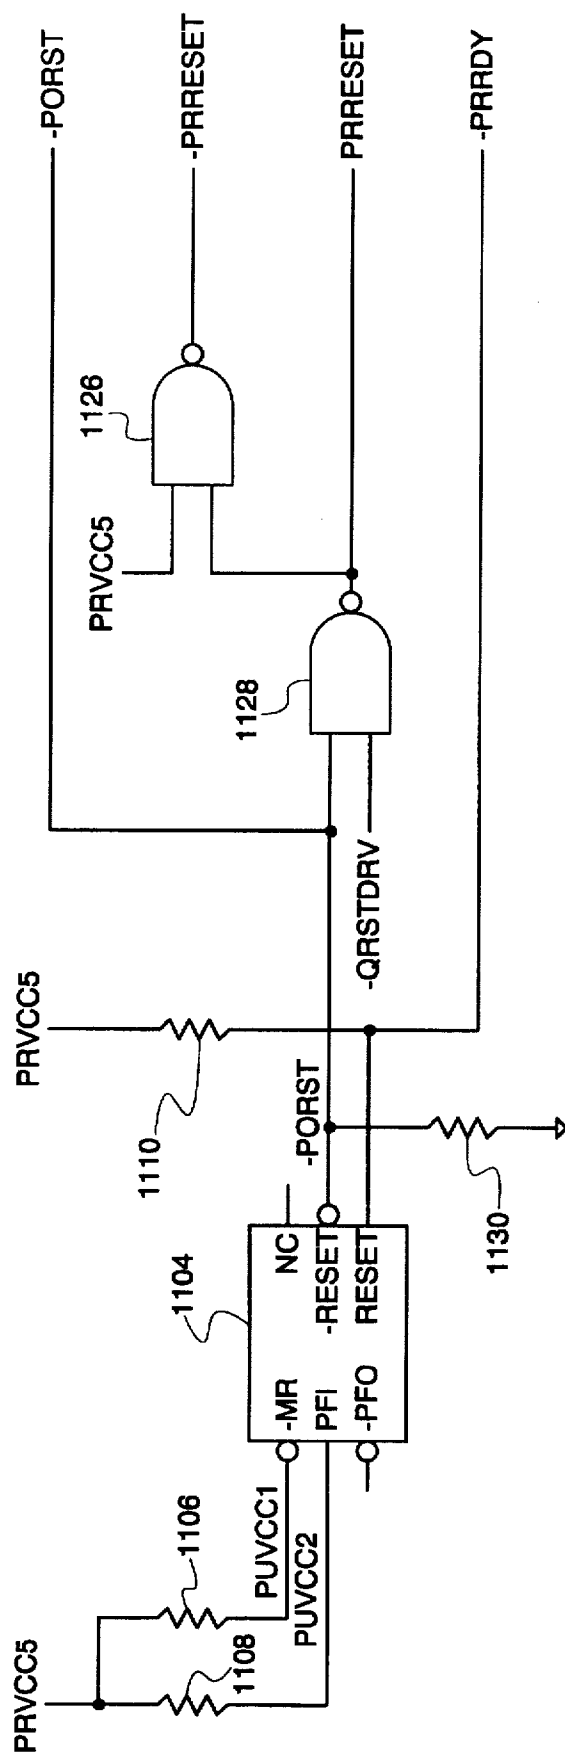 PRVCC5
1106
1108
PUVCC1
PUVCC2
1104
-MR
PFI
-PFO
NC
-RESET
RESET
-PORST
1130
PRVCC5
1110
-QRSTDRV
1128
PRVCC5
1126
-PORST
-PRRESET
PRRESET
-PRRDY